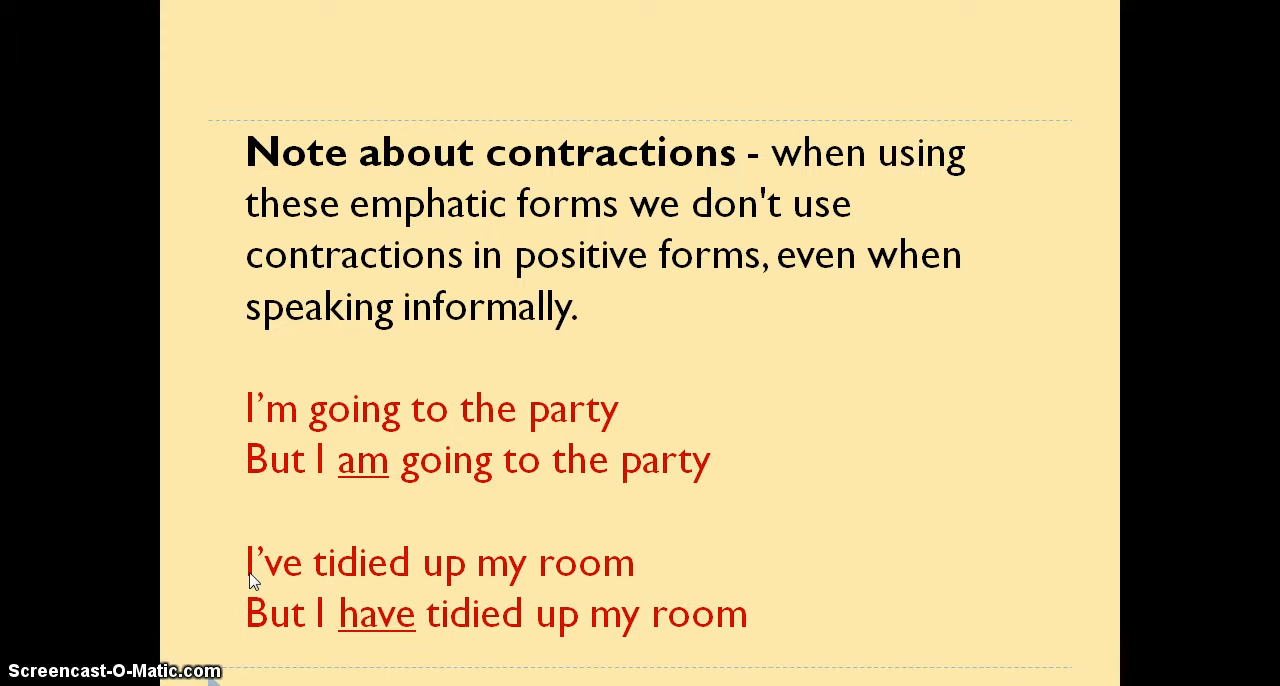 Note about contractions - when using
these emphatic forms we don't use
contractions in positive forms, even when
speaking informally.
I’m going to the party
But I am going to the party
I’ve tidied up my room
But I have tidied up my room
Screencast-O-Matic.com